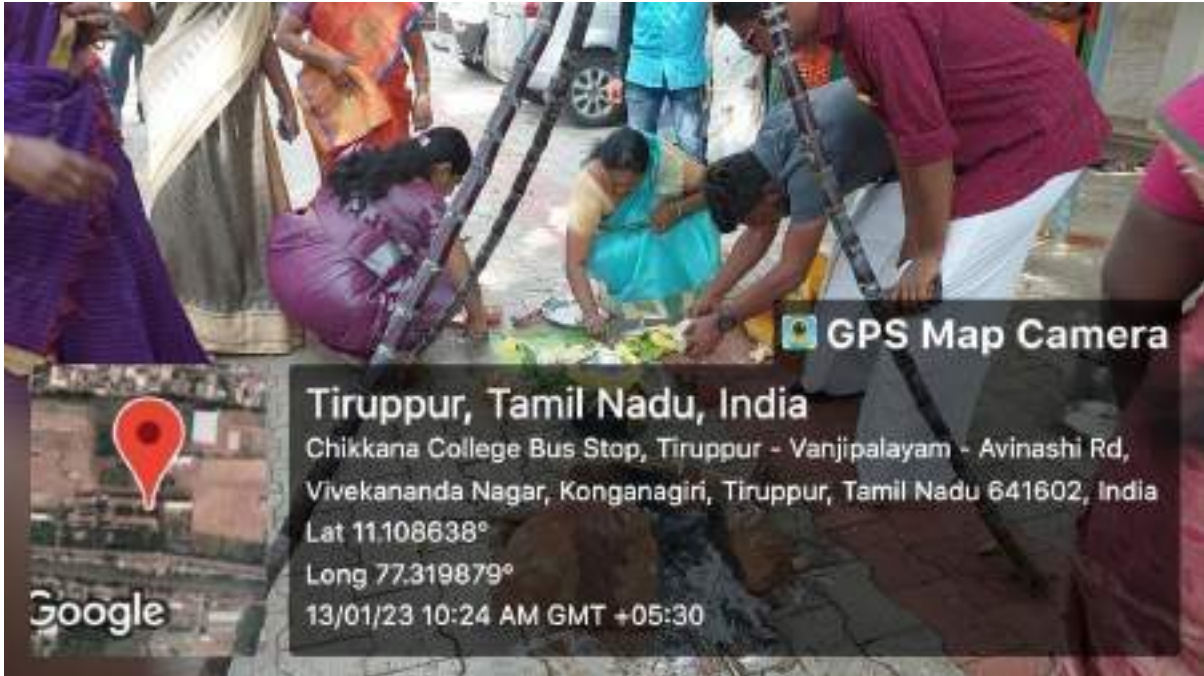 GPS Map Camera
Tiruppur, Tamil Nadu, India
Chikkana College Bus Stop, Tiruppur - Vanjipalayam - Avinashi Rd,
Vivekananda Nagar, Konganagiri, Tiruppur, Tamil Nadu 641602, India
Lat 11.108638°
Long 77.319879°
13/01/23 10:24 AM GMT +05:30
Google